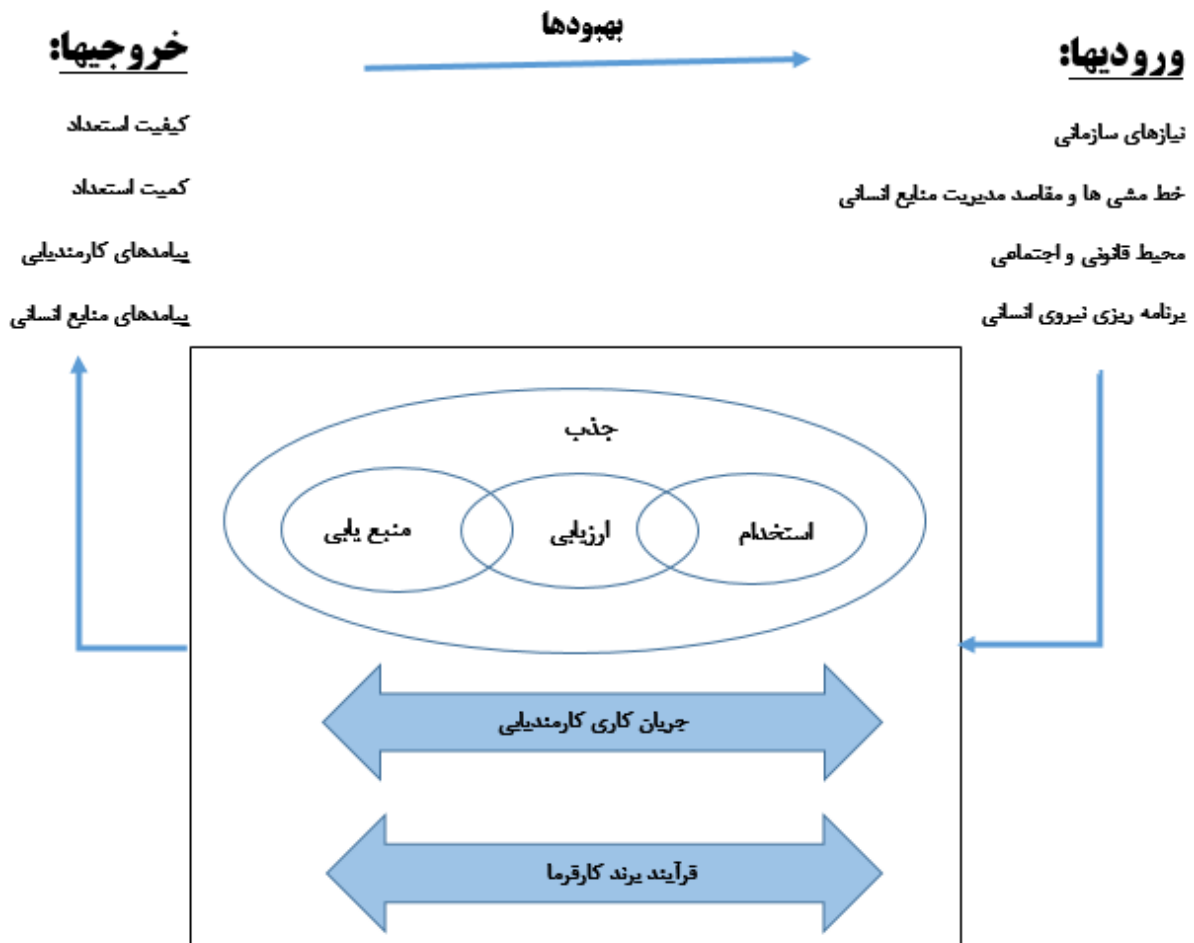 ورودیها:
نیازهای سازمانی
خط مشی ها و مقاصد مدیریت منابع انسانی
محیط قانونی و اجتماعی
برنامه ریزی نیروی انسانی
بهبودها
خروجیها:
کیفیت استعداد
کمیت استعداد
پیامدهای کارمندیابی
پیامدهای منابع انسانی
جذب
استخدام
ارزیابی
منبع یابی
جریان کاری کارمندیابی
فرآیند برند کارفرما